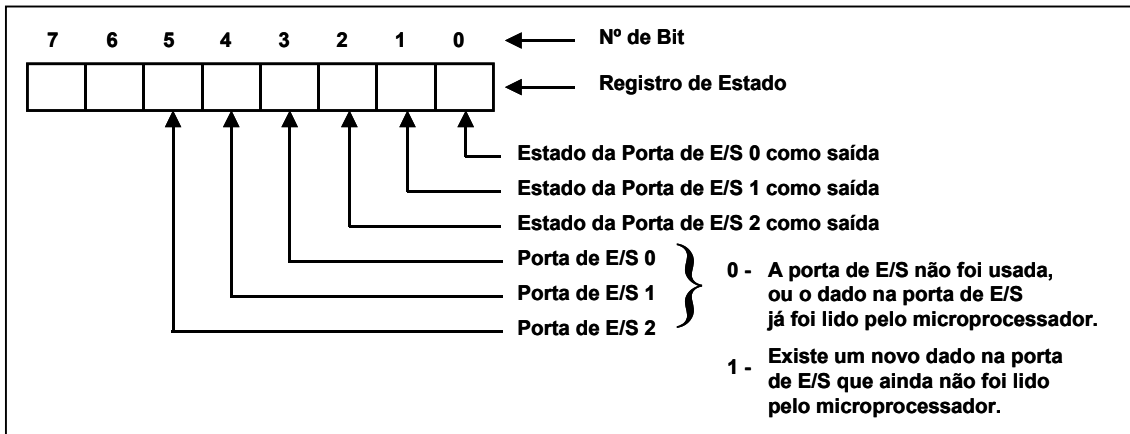 7 6 5 4 3 2 1 0 Nº de Bit
Registro de Estado
Estado da Porta de E/S 0 como saída
Estado da Porta de E/S 1 como saída
Estado da Porta de E/S 2 como saída
Porta de E/S 0
Porta de E/S 1
Porta de E/S 2
0 - A porta de E/S não foi usada,
ou o dado na porta de E/S
já foi lido pelo microprocessador.
1 - Existe um novo dado na porta
de E/S que ainda não foi lido
pelo microprocessador.